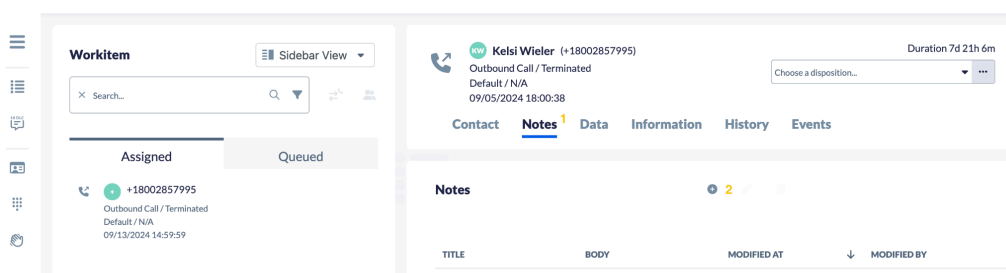 Workitem
Sidebar View
Search...
Assigned
Queued
+
+18002857995
Outbound Call / Terminated
Default / N/A
09/13/2024 14:59:59
KW Kelsi Wieler (+18002857995)
Outbound Call / Terminated
Default / N/A
09/05/2024 18:00:38
Duration 7d 21h 6m
Choose a disposition...
Contact Notes 1 Data Information History Events
Notes
2
TITLE BODY MODIFIED AT MODIFIED BY